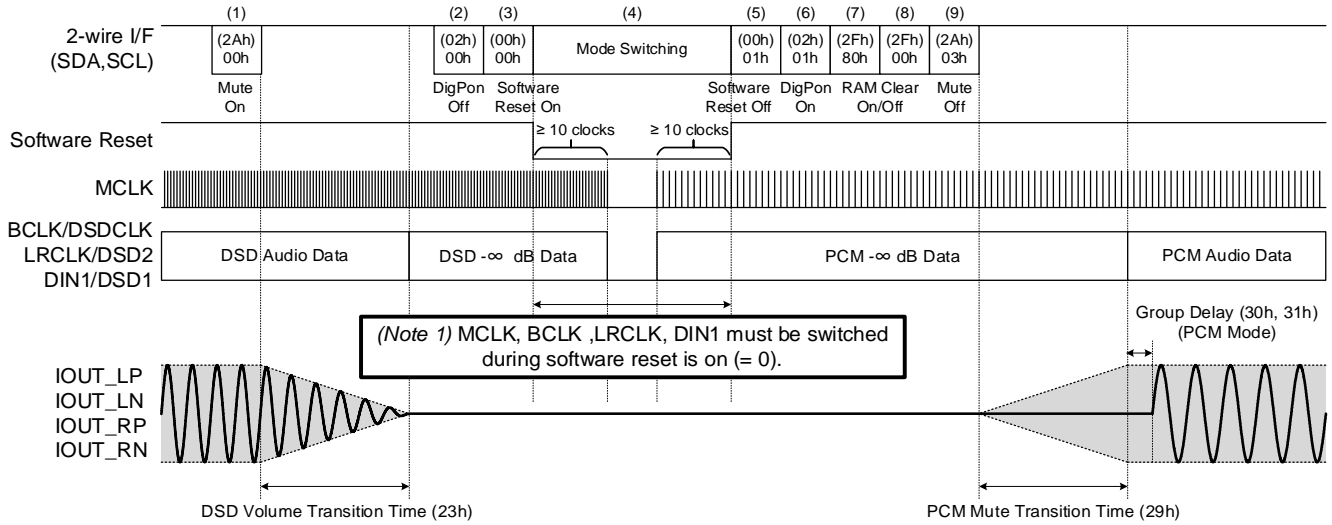 (1) (2) (3) (4) (5) (6) (7) (8) (9)
2-wire I/F
(SDA,SCL)
(2Ah)
00h
(02h)
00h
(00h)
00h
Mode Switching
(00h)
01h
(02h)
01h
(2Fh)
80h
(2Fh)
00h
(2Ah)
03h
Mute
On
DigPon
Off
Software
Reset On
Software
Reset Off
DigPon
On
RAM Clear
On/Off
Mute
Off
Software Reset
≥ 10 clocks
≥ 10 clocks
MCLK
BCLK/DSDCLK
LRCLK/DSD2
DIN1/DSD1
DSD Audio Data
DSD -∞ dB Data
PCM -∞ dB Data
PCM Audio Data
(Note 1) MCLK, BCLK ,LRCLK, DIN1 must be switched
during software reset is on (= 0).
Group Delay (30h, 31h)
(PCM Mode)
IOUT_LP
IOUT_LN
IOUT_RP
IOUT_RN
DSD Volume Transition Time (23h)
PCM Mute Transition Time (29h)